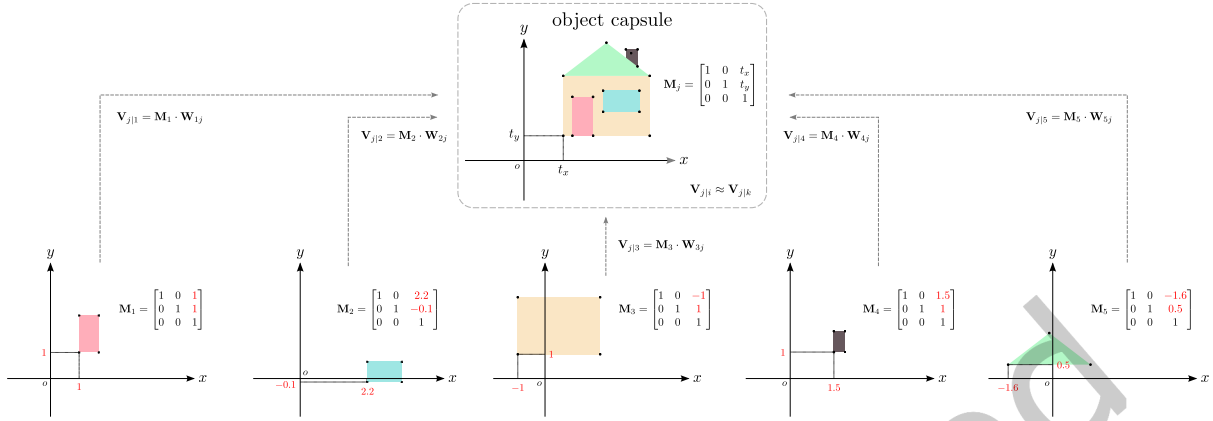 object capsule
y
M_j = [1 0 t_x
0 1 t_y
0 0 1]
t_y
o
t_x
x
V_{j|i} ≈ V_{j|k}
V_{j|1} = M_1 · W_{1j}
V_{j|2} = M_2 · W_{2j}
V_{j|3} = M_3 · W_{3j}
V_{j|4} = M_4 · W_{4j}
V_{j|5} = M_5 · W_{5j}
y
M_1 = [1 0 1
0 1 1
0 0 1]
1
o
1
x
y
M_2 = [1 0 2.2
0 1 −0.1
0 0 1]
o
−0.1
2.2
x
y
M_3 = [1 0 −1
0 1 1
0 0 1]
1
−1
o
x
y
M_4 = [1 0 1.5
0 1 1
0 0 1]
1
o
1.5
x
y
M_5 = [1 0 −1.6
0 1 0.5
0 0 1]
0.5
−1.6
o
x